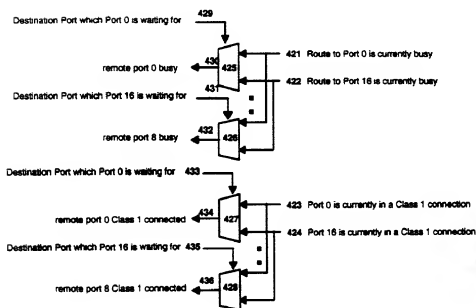 Destination Port which Port 0 is waiting for 429
430
425
421 Route to Port 0 is currently busy
remote port 0 busy
431
422 Route to Port 16 is currently busy
Destination Port which Port 16 is waiting for
remote port 8 busy
432
426
Destination Port which Port 0 is waiting for 433
434
427
423 Port 0 is currently in a Class 1 connection
remote port 0 Class 1 connected
424 Port 16 is currently in a Class 1 connection
Destination Port which Port 16 is waiting for 435
remote port 8 Class 1 connected
436
428